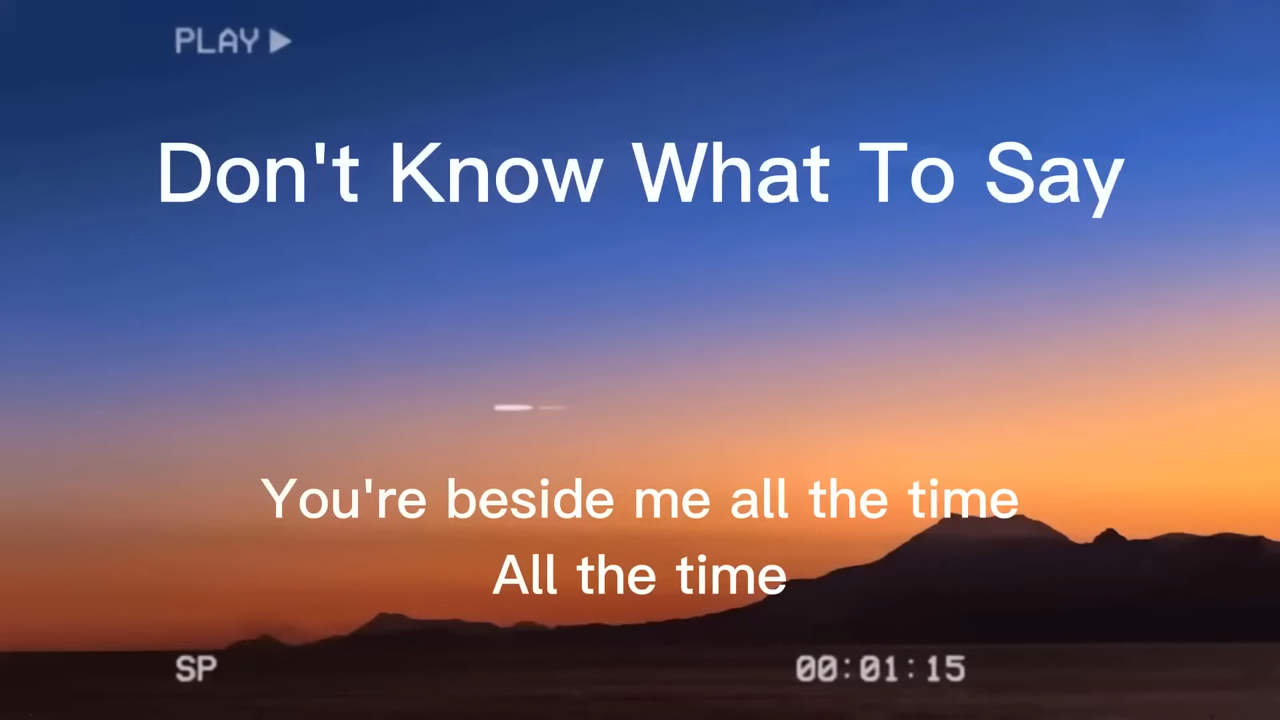 PLAY ▶
Don't Know What To Say
You're beside me all the time
All the time
SP
00:01:15